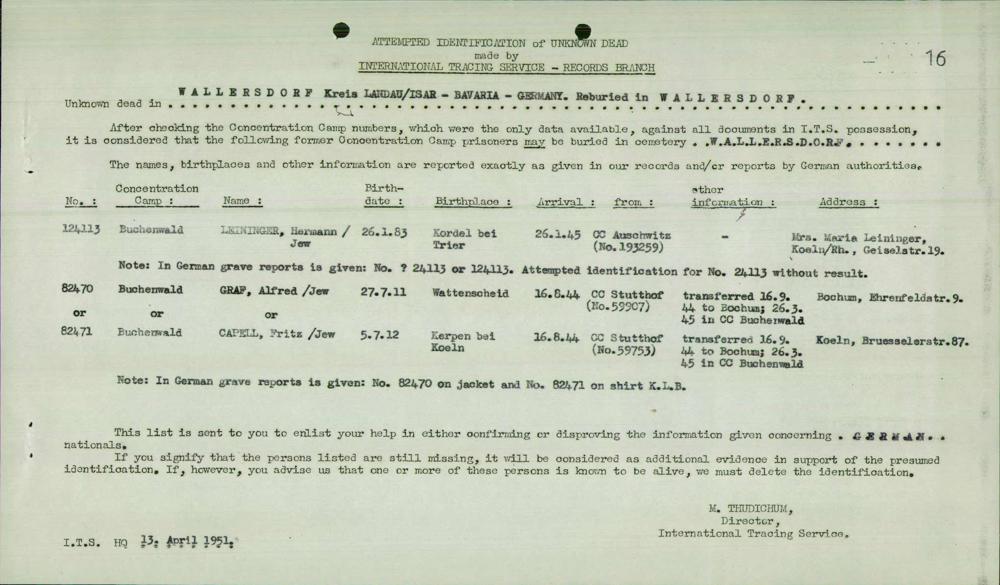 ATTEMPTED IDENTIFICATION of UNKNOWN DEAD
made by
INTERNATIONAL TRACING SERVICE - RECORDS BRANCH
16
Unknown dead in . WALLERSDORF Kreis LANDAU/ISAR - BAVARIA - GERMANY. Reburied in WALLERSDORF.
After checking the Concentration Camp numbers, which were the only data available, against all documents in I.T.S. possession,
it is considered that the following former Concentration Camp prisoners may be buried in cemetery . .W.A.L.L.E.R.S.D.O.R.F. . . . . . . .
The names, birthplaces and other information are reported exactly as given in our records and/or reports by German authorities.
Concentration Birth- other
No. : Camp : Name : date : Birthplace : Arrival : from : information : Address :
124113 Buchenwald LEININGER, Hermann / 26.1.83 Kordel bei 26.1.45 CC Auschwitz - Mrs. Maria Leininger,
Jew Trier (No. 193259) Koeln/Rh., Geiselstr.19.
Note: In German grave reports is given: No. ? 24113 or 124113. Attempted identification for No. 24113 without result.
82470 Buchenwald GRAF, Alfred /Jew 27.7.11 Wattenscheid 16.8.44 CC Stutthof transferred 16.9. Bochum, Ehrenfeldstr.9.
(No.59907) 44 to Bochum; 26.3.
or or or 45 in CC Buchenwald
82471 Buchenwald CAPELL, Fritz /Jew 5.7.12 Kerpen bei 16.8.44 CC Stutthof transferred 16.9. Koeln, Bruesselerstr.87.
Koeln (No.59753) 44 to Bochum; 26.3.
45 in CC Buchenwald
Note: In German grave reports is given: No. 82470 on jacket and No. 82471 on shirt K.L.B.
This list is sent to you to enlist your help in either confirming or disproving the information given concerning . GERMAN. .
nationals.
If you signify that the persons listed are still missing, it will be considered as additional evidence in support of the presumed
identification. If, however, you advise us that one or more of these persons is known to be alive, we must delete the identification.
M. THUDICHUM,
Director,
International Tracing Service.
I.T.S. HQ 13. April 1951.